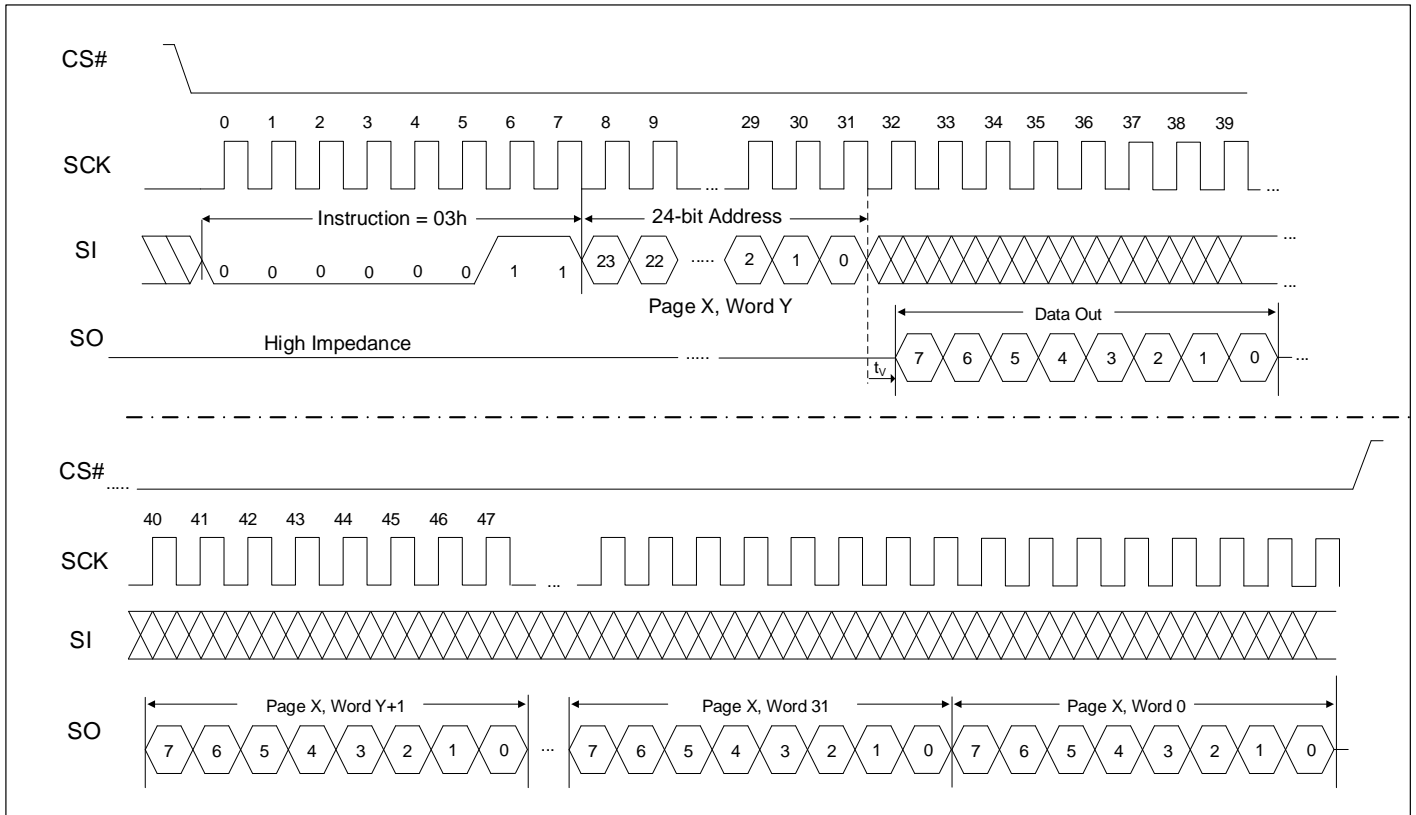 CS#
0 1 2 3 4 5 6 7 8 9 29 30 31 32 33 34 35 36 37 38 39
SCK ... ...
Instruction = 03h 24-bit Address
SI 0 0 0 0 0 0 1 1 23 22 ..... 2 1 0 ... ...
Page X, Word Y
Data Out
SO High Impedance ..... 7 6 5 4 3 2 1 0 ...
tV
CS# .....
40 41 42 43 44 45 46 47
SCK ...
SI
Page X, Word Y+1 Page X, Word 31 Page X, Word 0
SO 7 6 5 4 3 2 1 0 ... 7 6 5 4 3 2 1 0 7 6 5 4 3 2 1 0